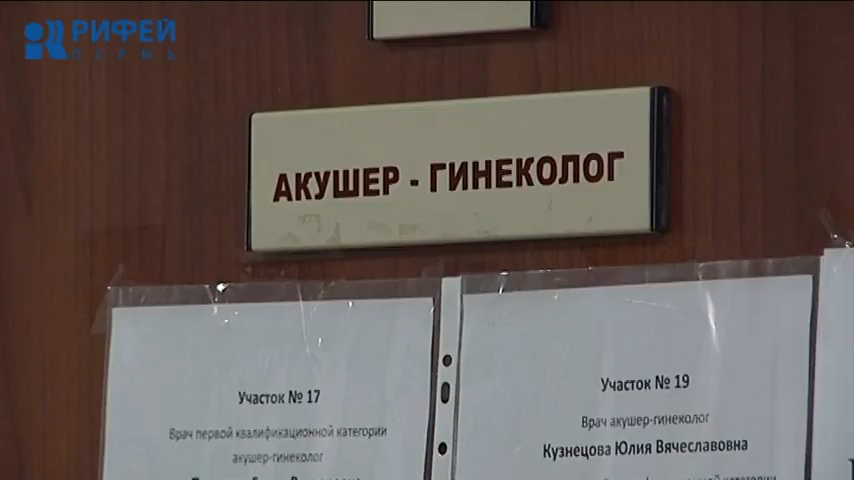 РИФЕЙ
ПЕРМЬ
АКУШЕР - ГИНЕКОЛОГ
Участок № 17
Врач первой квалификационной категории
акушер-гинеколог
Участок № 19
Врач акушер-гинеколог
Кузнецова Юлия Вячеславовна